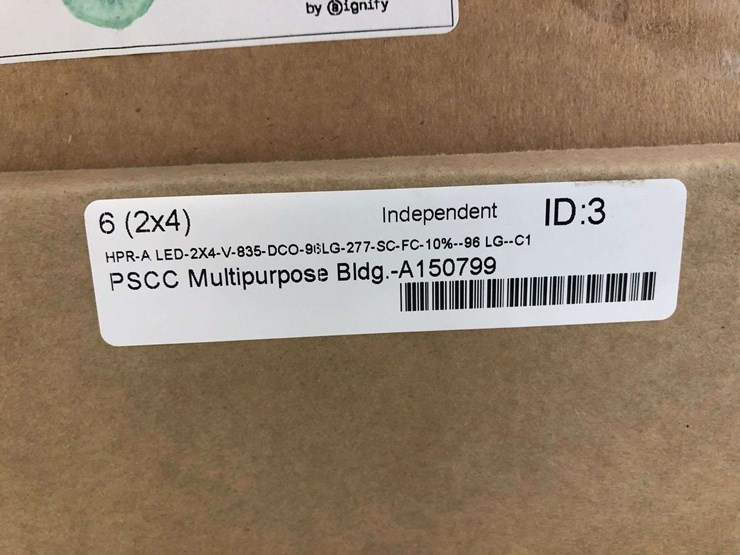 by Signify
6 (2x4) Independent ID:3
HPR-A LED-2X4-V-835-DCO-96LG-277-SC-FC-10%--96 LG--C1
PSCC Multipurpose Bldg.-A150799